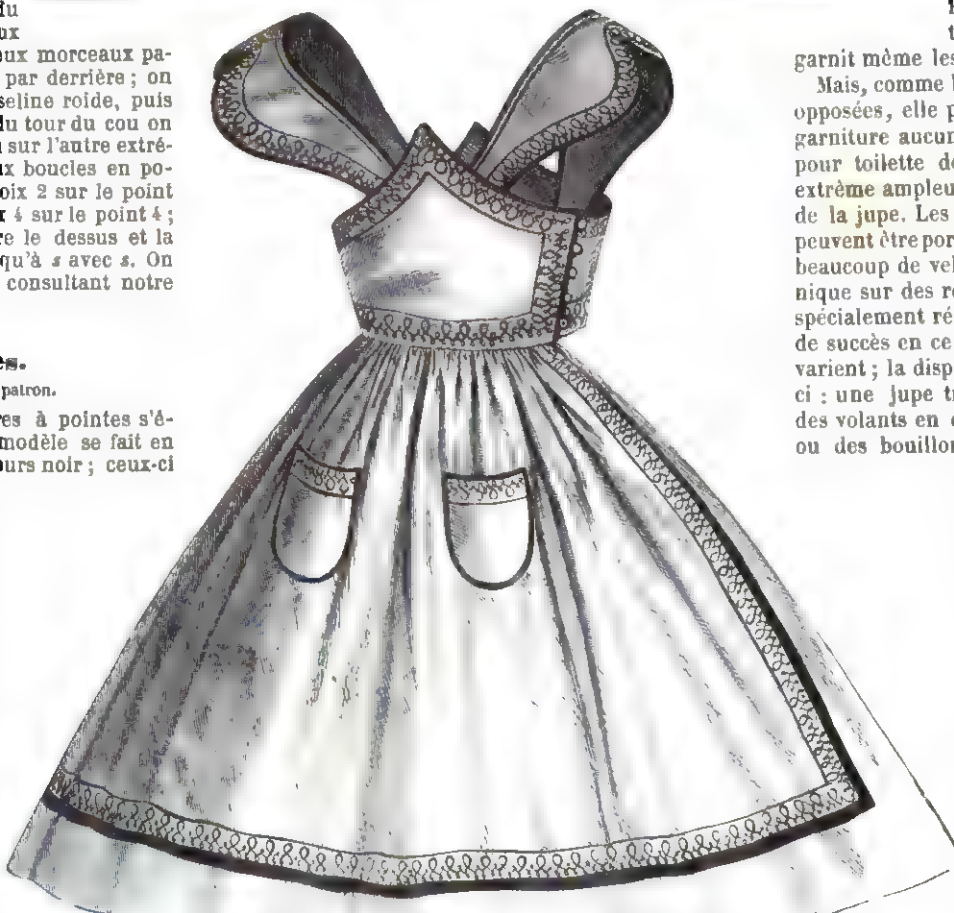 du
ux
eux morceaux pa-
par derrière ; on
seline roide, puis
du tour du cou on
sur l'autre extré-
ux boucles en po-
oix 2 sur le point
4 sur le point 4 ;
re le dessus et la
qu'à s avec s. On
consultant notre
es.
patron.
res à pointes s'é-
modèle se fait en
ours noir ; ceux-ci
t
garnit même les
Mais, comme
opposées, elle p
garniture aucun
pour toilette de
extrême ampleu
de la jupe. Les
peuvent être por
beaucoup de vel
nique sur des r
spécialement ré
de succès en ce
varient ; la disp
ci : une jupe tr
des volants en
ou des bouillon